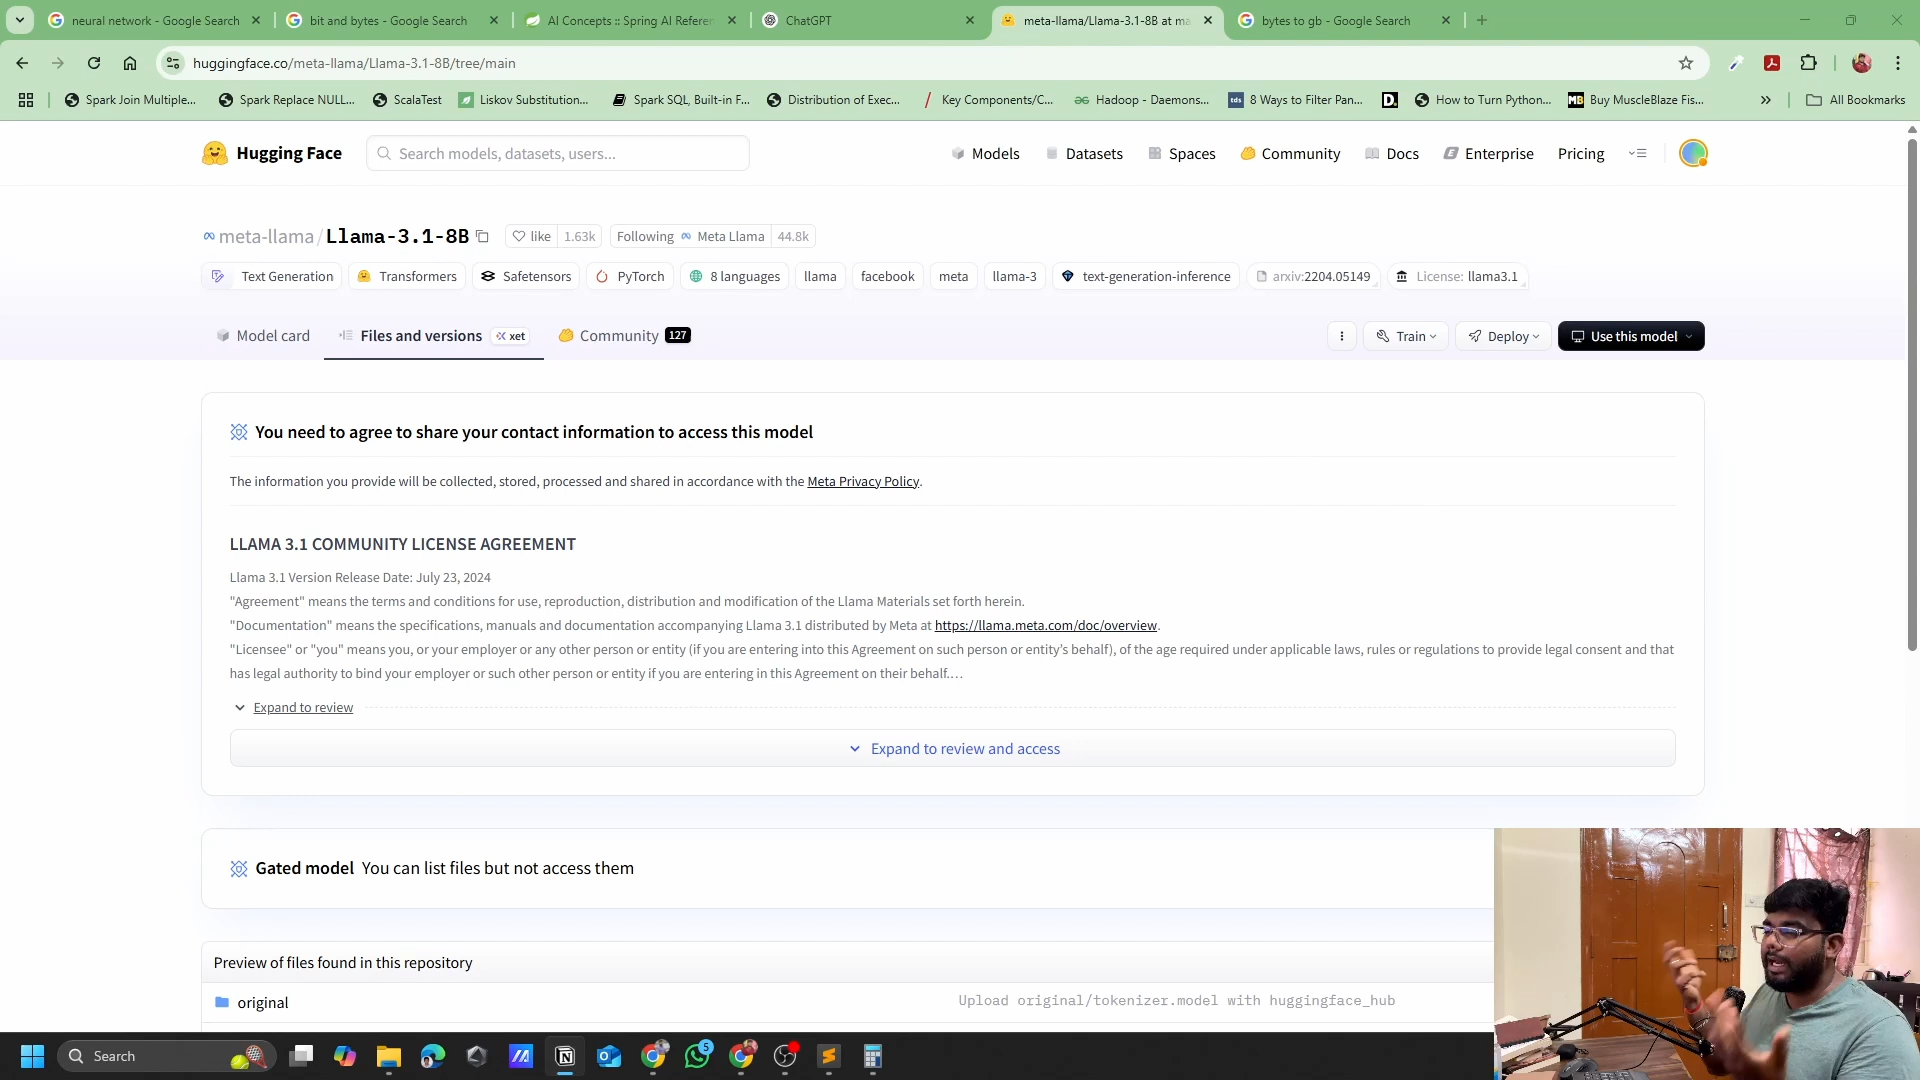 neural network - Google Search
bit and bytes - Google Search
AI Concepts :: Spring AI Referen
ChatGPT
meta-llama/Llama-3.1-8B at ma
bytes to gb - Google Search
huggingface.co/meta-llama/Llama-3.1-8B/tree/main
Spark Join Multiple...
Spark Replace NULL...
ScalaTest
Liskov Substitution...
Spark SQL, Built-in F...
Distribution of Exec...
Key Components/C...
Hadoop - Daemons...
tds 8 Ways to Filter Pan...
D.
How to Turn Python...
MB Buy MuscleBlaze Fis...
All Bookmarks
Hugging Face
Search models, datasets, users...
Models
Datasets
Spaces
Community
Docs
Enterprise
Pricing
meta-llama/Llama-3.1-8B
like 1.63k
Following Meta Llama 44.8k
Text Generation
Transformers
Safetensors
PyTorch
8 languages
llama
facebook
meta
llama-3
text-generation-inference
arxiv:2204.05149
License: llama3.1
Model card
Files and versions xet
Community 127
Train
Deploy
Use this model
You need to agree to share your contact information to access this model
The information you provide will be collected, stored, processed and shared in accordance with the Meta Privacy Policy.
LLAMA 3.1 COMMUNITY LICENSE AGREEMENT
Llama 3.1 Version Release Date: July 23, 2024
"Agreement" means the terms and conditions for use, reproduction, distribution and modification of the Llama Materials set forth herein.
"Documentation" means the specifications, manuals and documentation accompanying Llama 3.1 distributed by Meta at https://llama.meta.com/doc/overview.
"Licensee" or "you" means you, or your employer or any other person or entity (if you are entering into this Agreement on such person or entity’s behalf), of the age required under applicable laws, rules or regulations to provide legal consent and that
has legal authority to bind your employer or such other person or entity if you are entering in this Agreement on their behalf.…
Expand to review
Expand to review and access
Gated model You can list files but not access them
Preview of files found in this repository
original
Upload original/tokenizer.model with huggingface_hub
Search
5